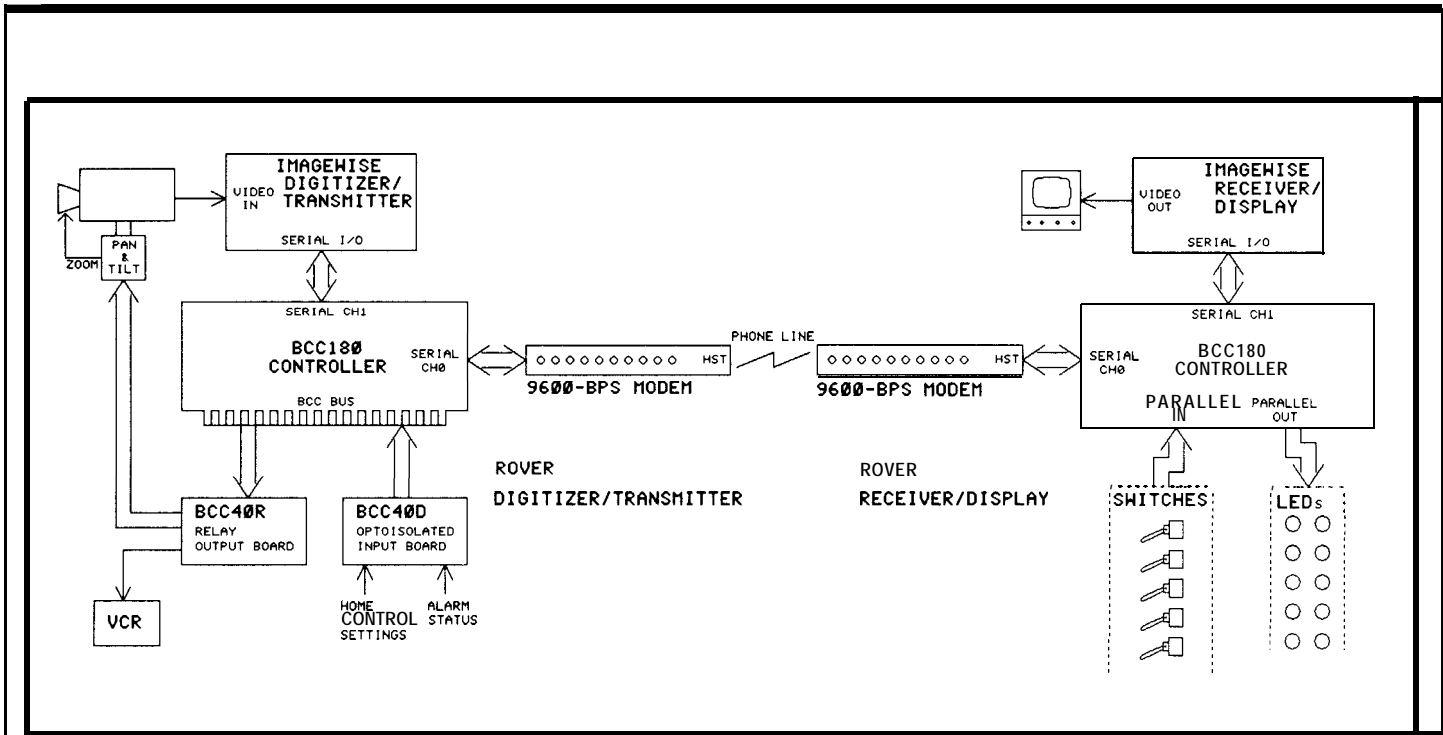 IMAGEWISE
DIGITIZER/
TRANSMITTER
VIDEO
IN
SERIAL I/O
PAN
&
TILT
ZOOM
SERIAL CH1
BCC180
CONTROLLER
SERIAL
CH0
BCC BUS
HST
9600-BPS MODEM
PHONE LINE
HST
9600-BPS MODEM
IMAGEWISE
RECEIVER/
DISPLAY
VIDEO
OUT
SERIAL I/O
SERIAL CH1
SERIAL
CH0
BCC180
CONTROLLER
PARALLEL
IN
PARALLEL
OUT
ROVER
DIGITIZER/TRANSMITTER
ROVER
RECEIVER/DISPLAY
BCC40R
RELAY
OUTPUT BOARD
BCC40D
OPTOISOLATED
INPUT BOARD
VCR
HOME
CONTROL
SETTINGS
ALARM
STATUS
SWITCHES
LEDs